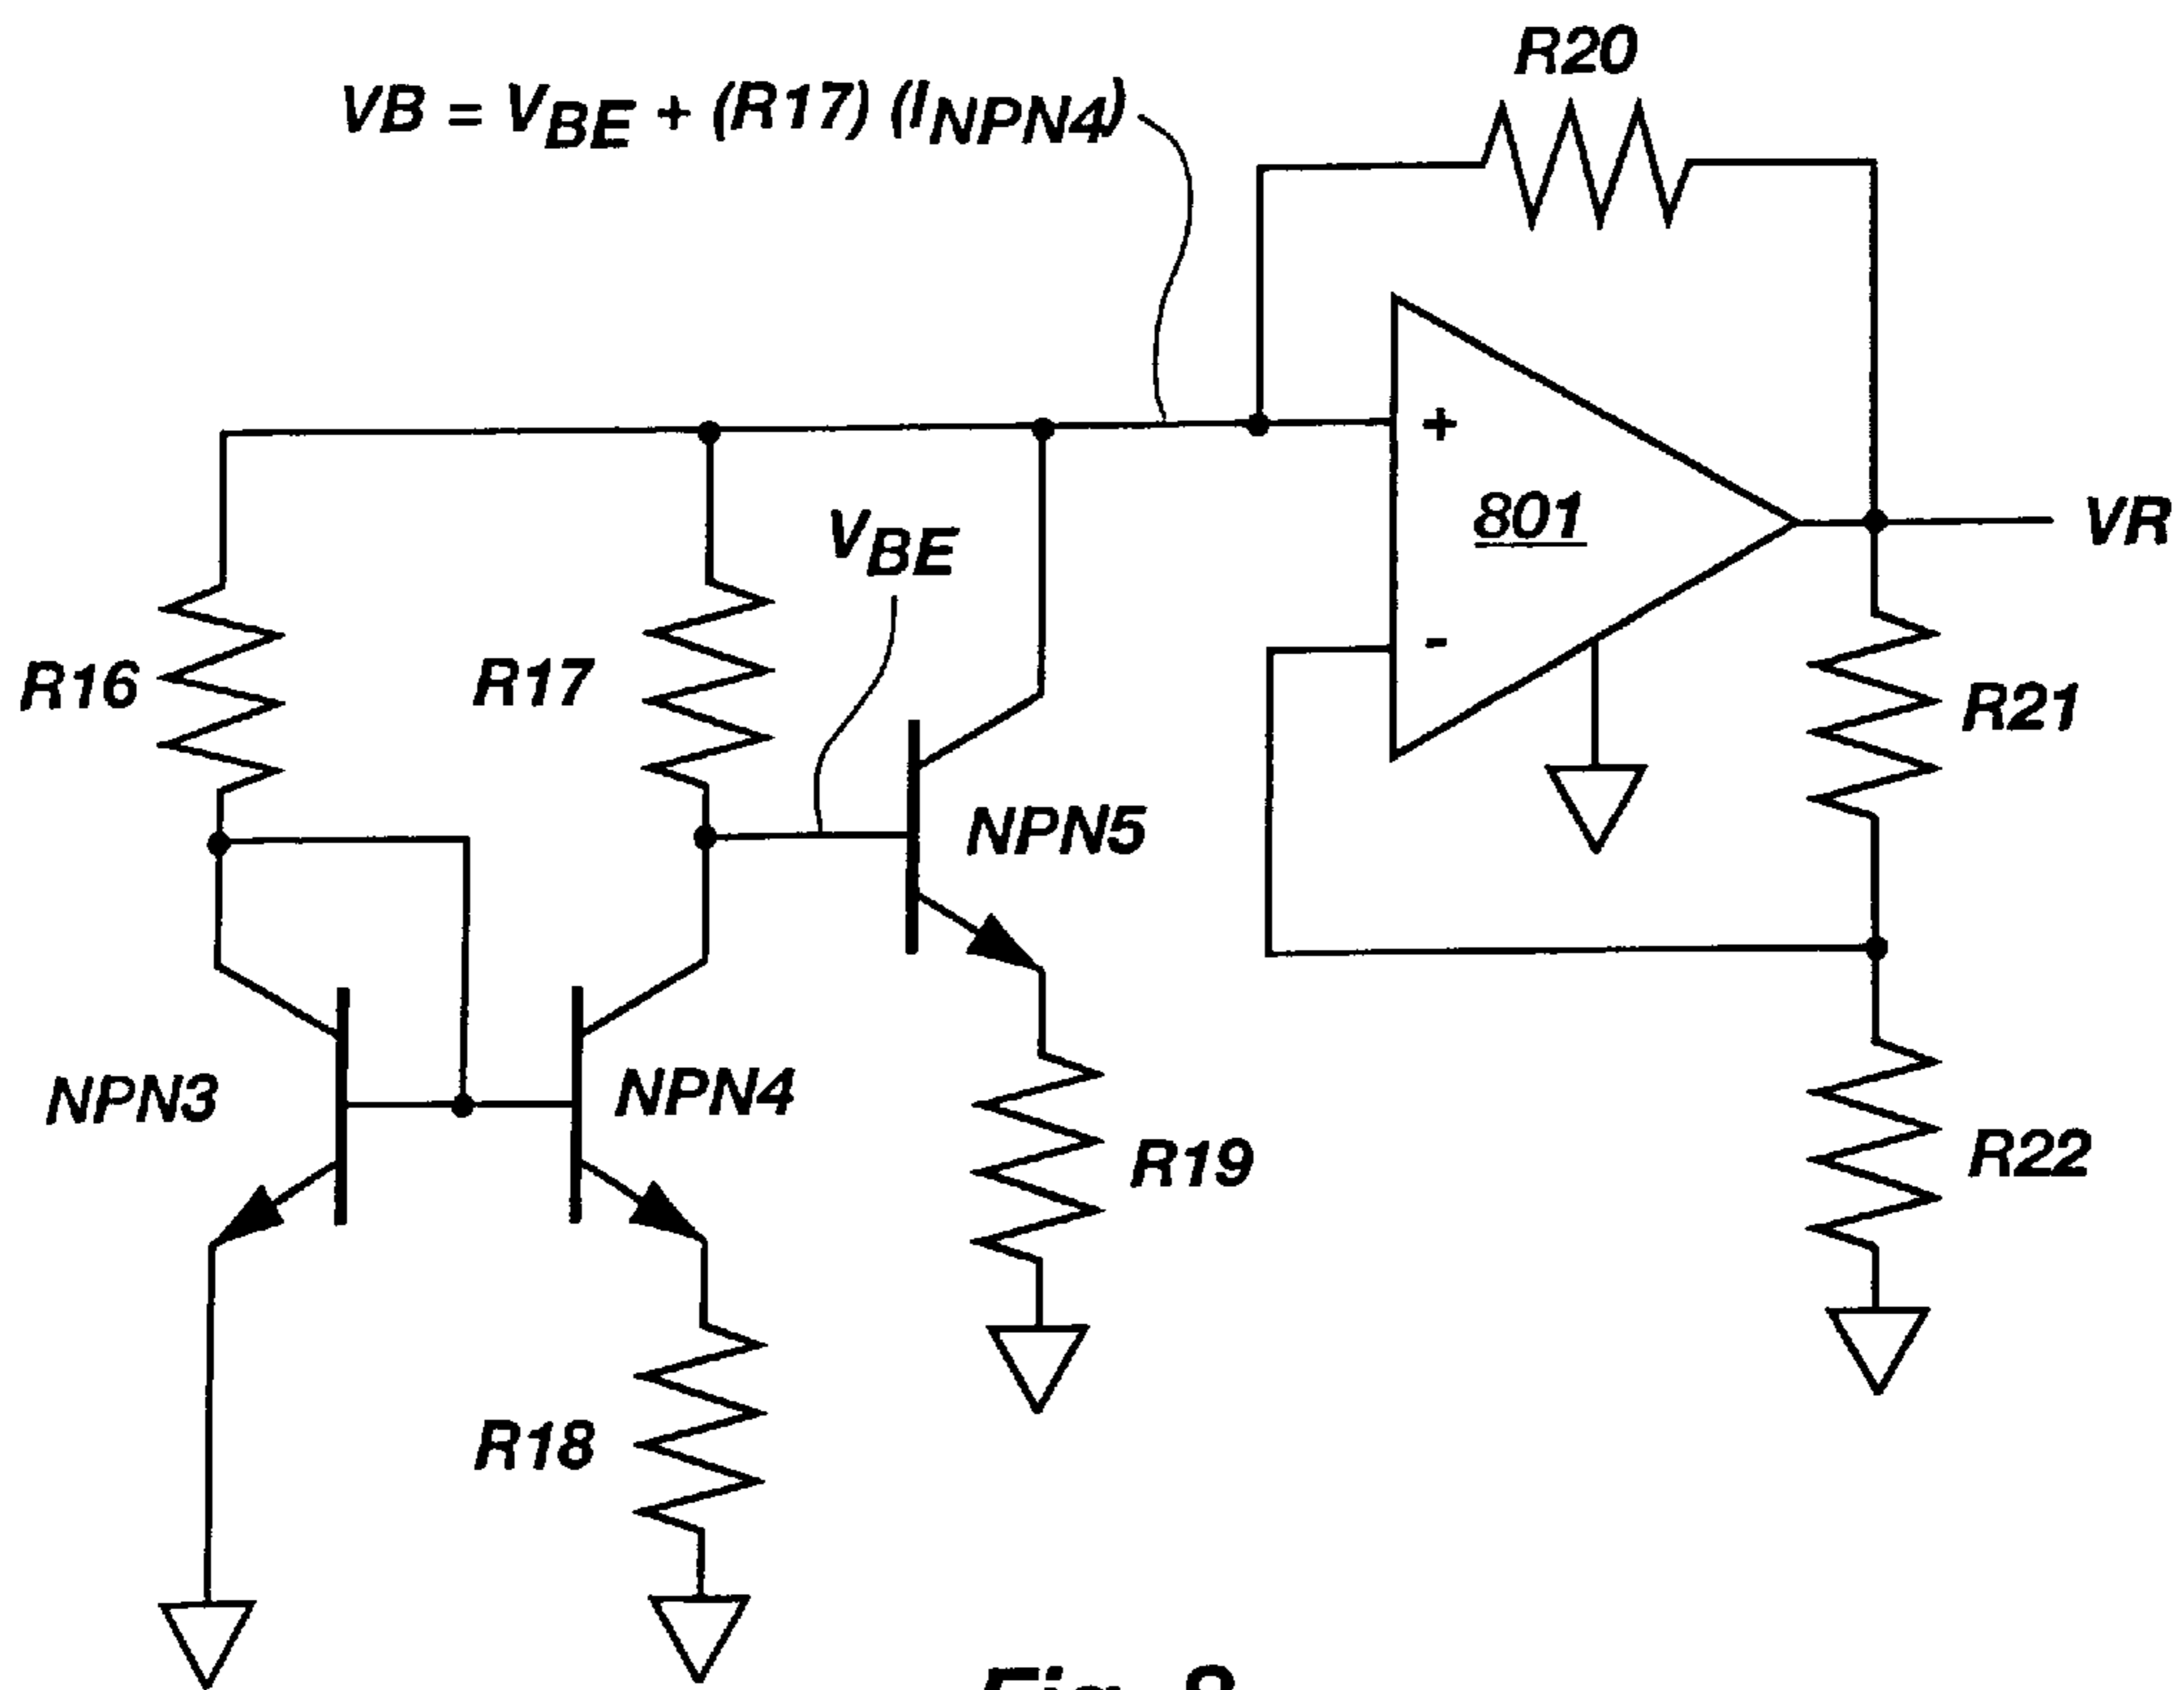 R20
VB = VBE + (R17) (INPN4)
+
801
VR
VBE
-
R16
R17
R21
NPN5
NPN3
NPN4
R19
R22
R18